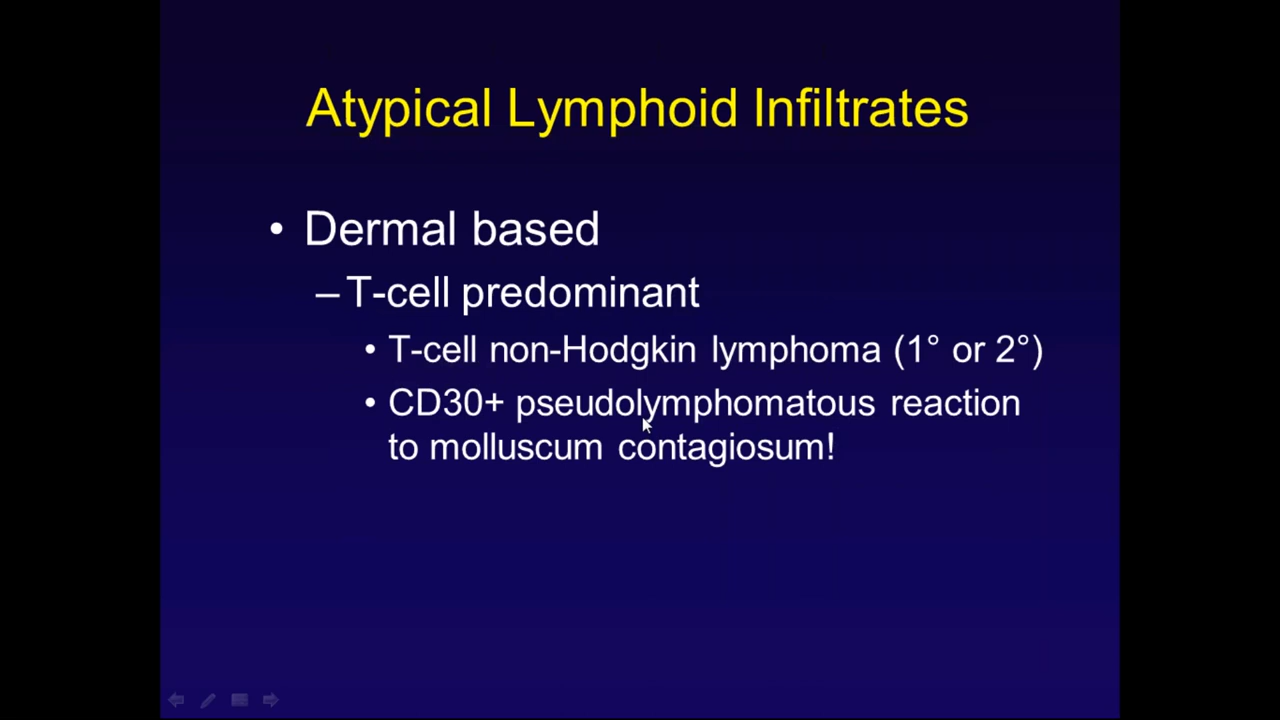 Atypical Lymphoid Infiltrates
• Dermal based
– T-cell predominant
• T-cell non-Hodgkin lymphoma (1° or 2°)
• CD30+ pseudolymphomatous reaction
to molluscum contagiosum!